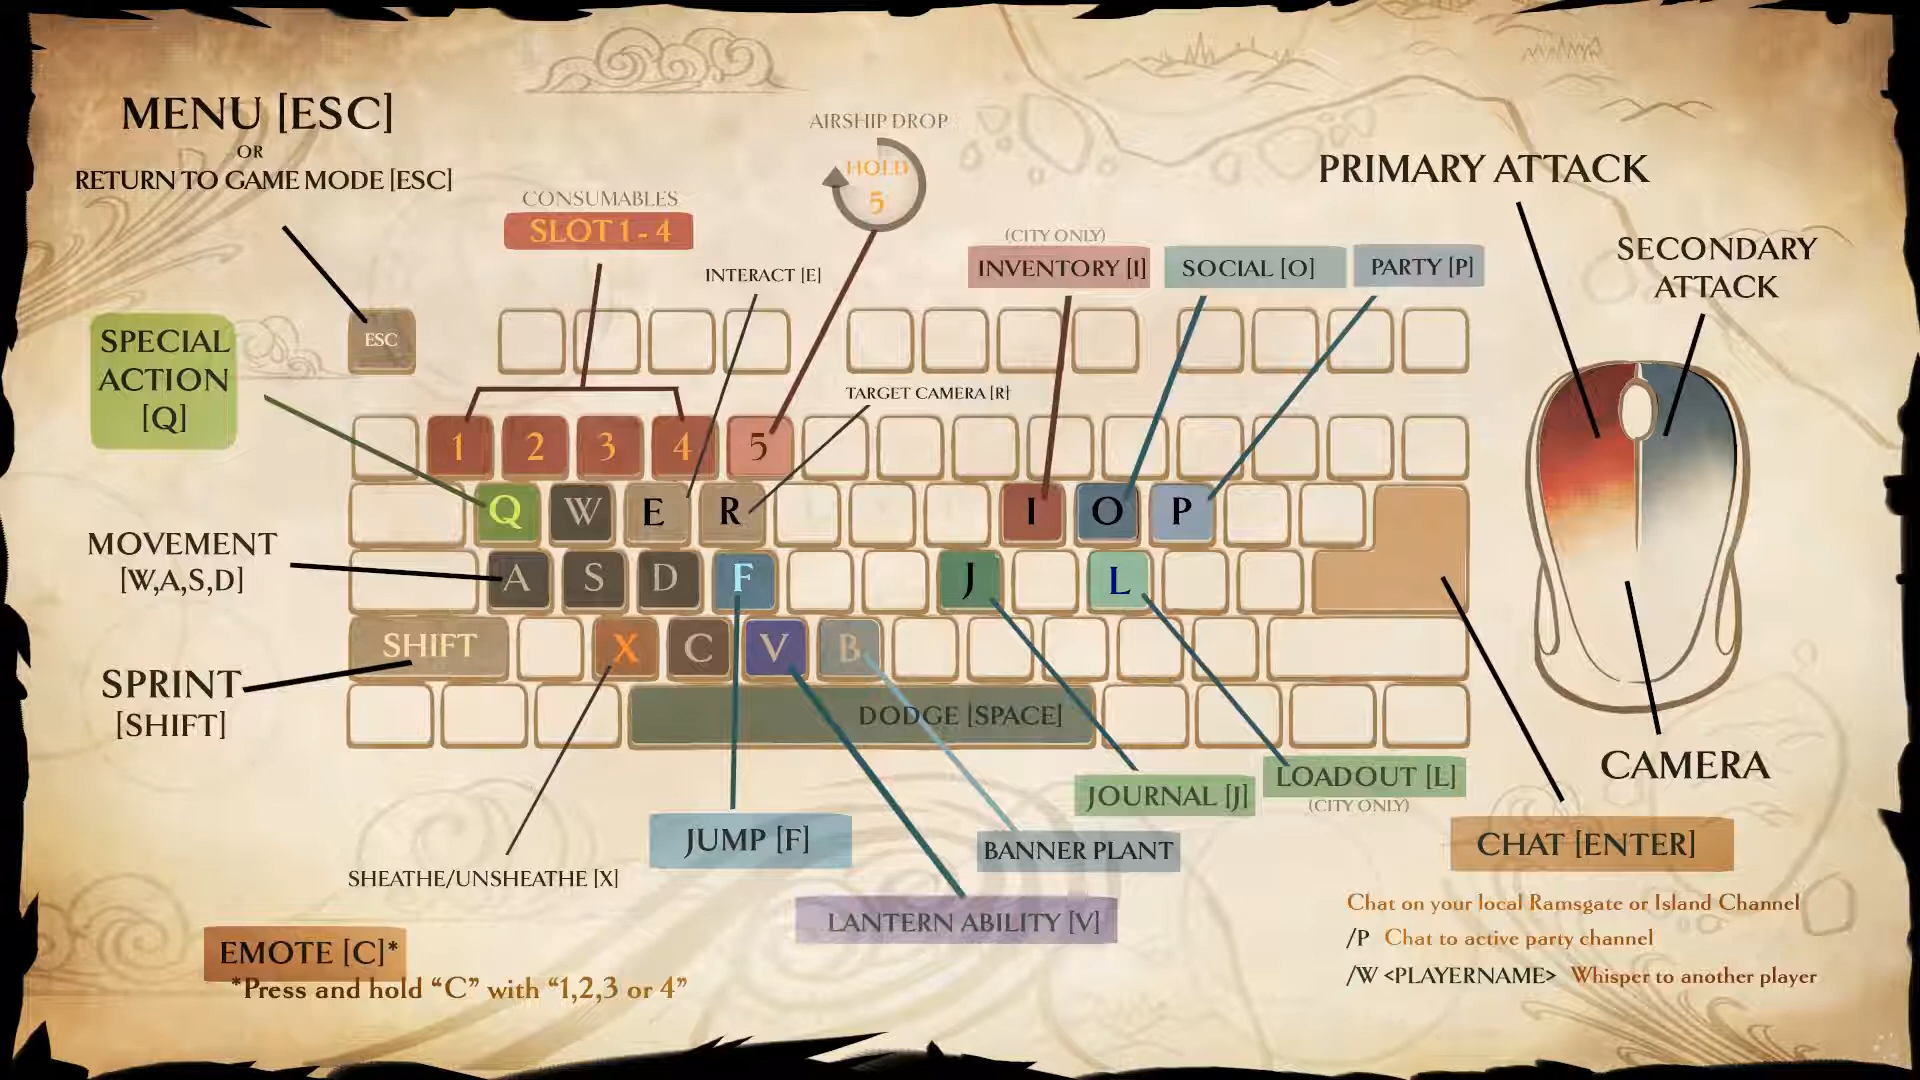 MENU [ESC]
OR
RETURN TO GAME MODE [ESC]
AIRSHIP DROP
HOLD
5
CONSUMABLES
SLOT 1 - 4
INTERACT [E]
(CITY ONLY)
INVENTORY [I]
SOCIAL [O]
PARTY [P]
PRIMARY ATTACK
SECONDARY
ATTACK
ESC
SPECIAL
ACTION
[Q]
TARGET CAMERA [R]
1 2 3 4 5
Q W E R I O P
MOVEMENT
[W,A,S,D]
A S D F J L
SHIFT X C V B
SPRINT
[SHIFT]
DODGE [SPACE]
CAMERA
JOURNAL [J]
LOADOUT [L]
(CITY ONLY)
JUMP [F]
BANNER PLANT
CHAT [ENTER]
SHEATHE/UNSHEATHE [X]
LANTERN ABILITY [V]
Chat on your local Ramsgate or Island Channel
/P Chat to active party channel
/W <PLAYERNAME> Whisper to another player
EMOTE [C]*
*Press and hold “C” with “1,2,3 or 4”